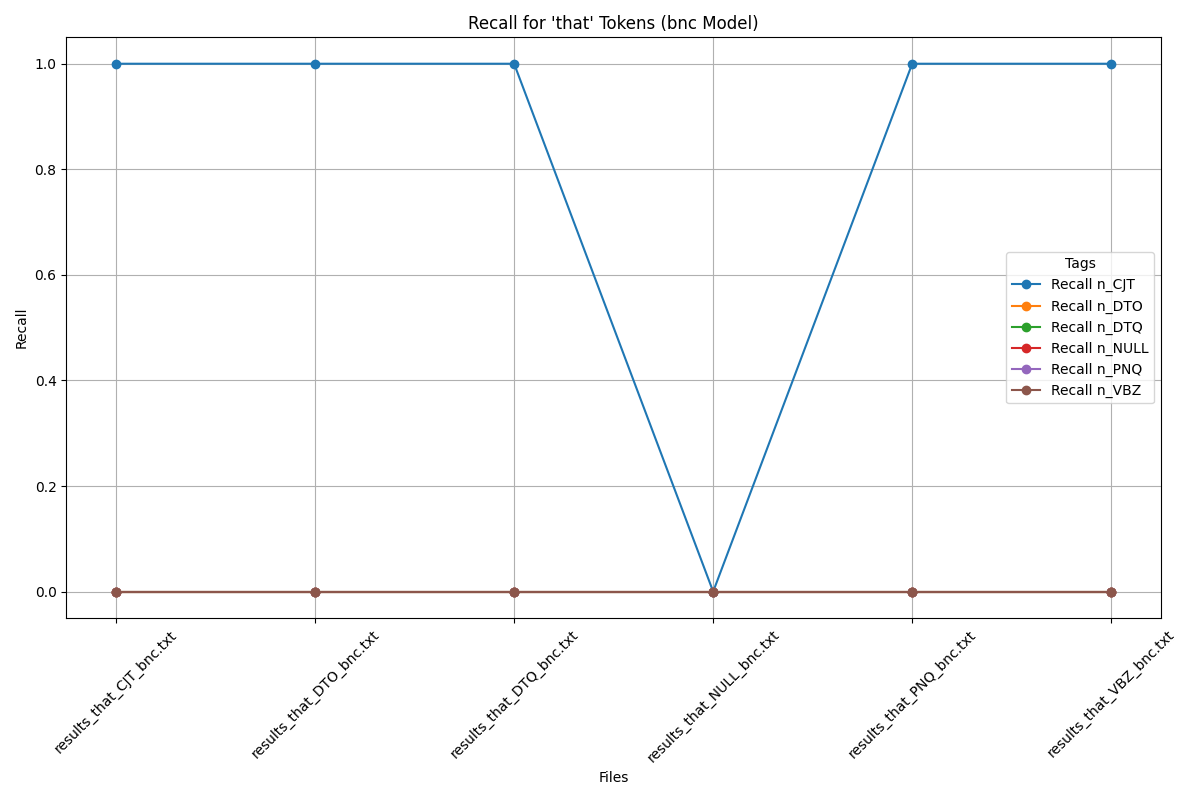 Recall for 'that' Tokens (bnc Model)
1.0
0.8
0.6
0.4
0.2
0.0
Recall
Tags
Recall n_CJT
Recall n_DTO
Recall n_DTQ
Recall n_NULL
Recall n_PNQ
Recall n_VBZ
results_that_CJT_bnc.txt
results_that_DTO_bnc.txt
results_that_DTQ_bnc.txt
results_that_NULL_bnc.txt
results_that_PNQ_bnc.txt
results_that_VBZ_bnc.txt
Files